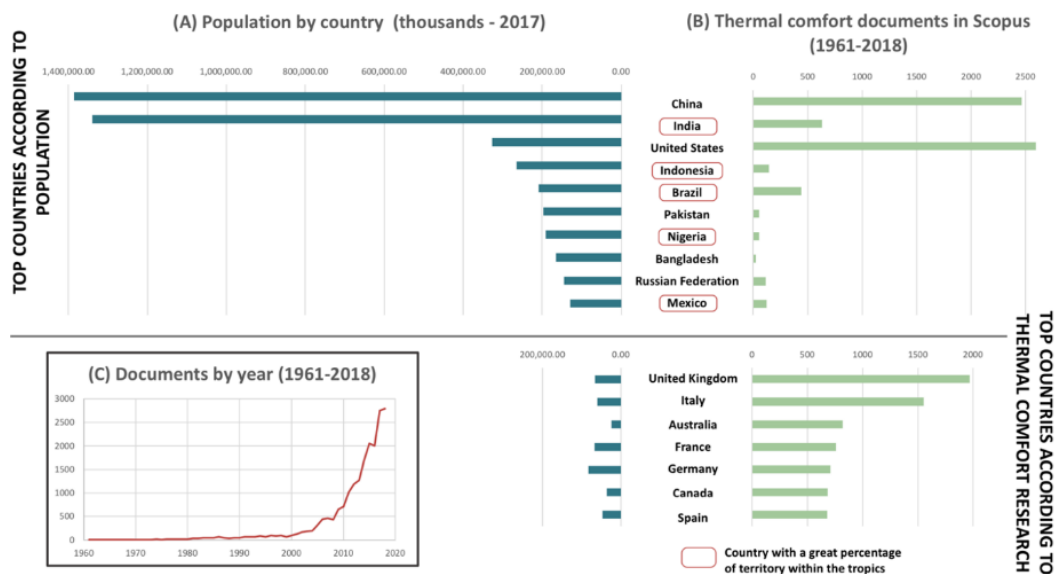 (A) Population by country (thousands - 2017)
(B) Thermal comfort documents in Scopus
(1961-2018)
TOP COUNTRIES ACCORDING TO
POPULATION
1,400,000.00 1,200,000.00 1,000,000.00 800,000.00 600,000.00 400,000.00 200,000.00 0.00
0 500 1000 1500 2000 2500
China
India
United States
Indonesia
Brazil
Pakistan
Nigeria
Bangladesh
Russian Federation
Mexico
TOP COUNTRIES ACCORDING TO
THERMAL COMFORT RESEARCH
200,000.00 0.00
0 500 1000 1500 2000
United Kingdom
Italy
Australia
France
Germany
Canada
Spain
(C) Documents by year (1961-2018)
3000
2500
2000
1500
1000
500
0
1960 1970 1980 1990 2000 2010 2020
Country with a great percentage
of territory within the tropics